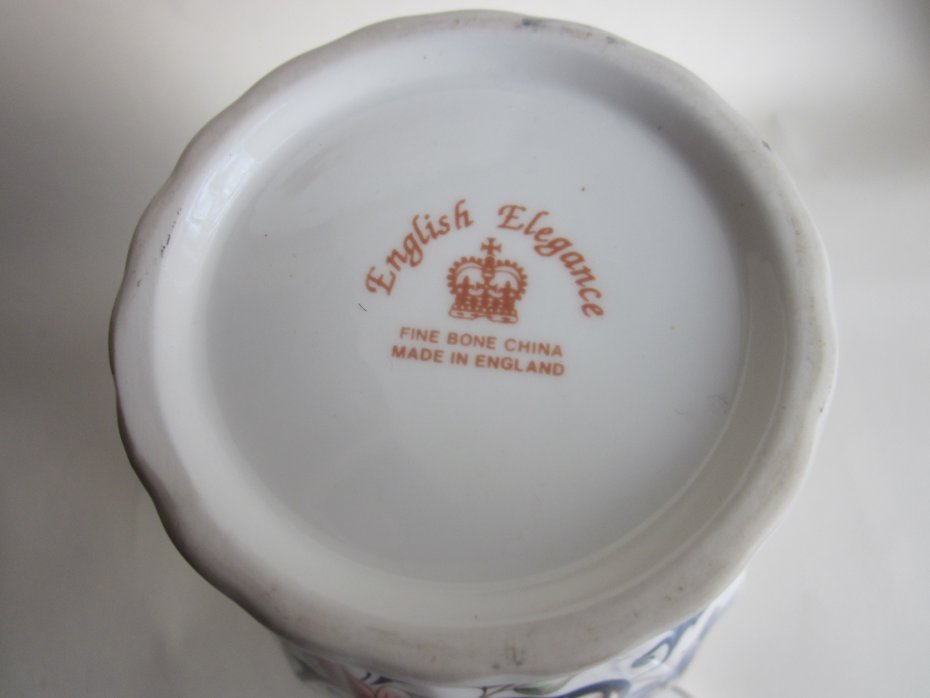 English Elegance
FINE BONE CHINA
MADE IN ENGLAND